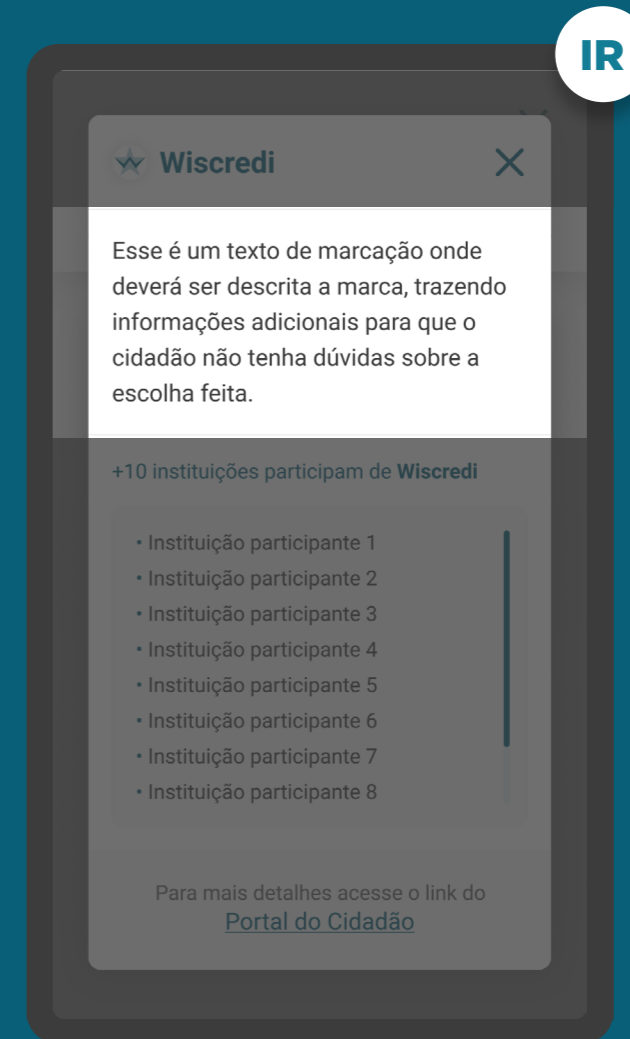 IR
Wiscredi
Esse é um texto de marcação onde
deverá ser descrita a marca, trazendo
informações adicionais para que o
cidadão não tenha dúvidas sobre a
escolha feita.
+10 instituições participam de Wiscredi
• Instituição participante 1
• Instituição participante 2
• Instituição participante 3
• Instituição participante 4
• Instituição participante 5
• Instituição participante 6
• Instituição participante 7
• Instituição participante 8
Para mais detalhes acesse o link do
Portal do Cidadão